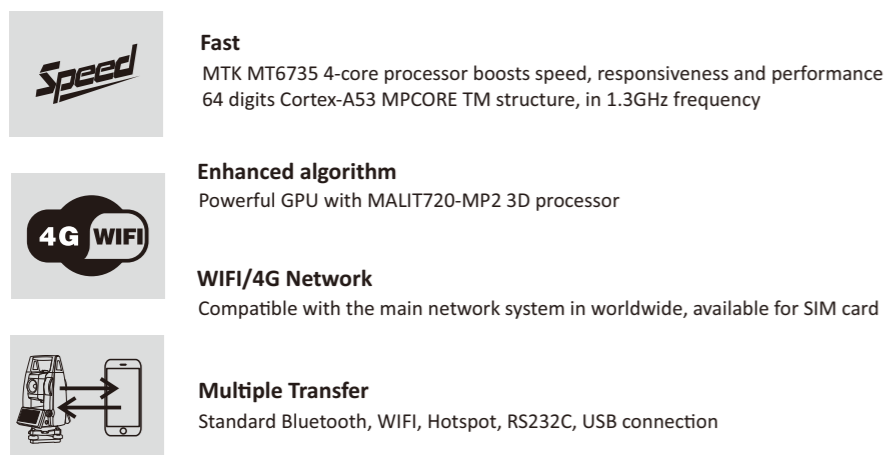 Speed
Fast
MTK MT6735 4-core processor boosts speed, responsiveness and performance
64 digits Cortex-A53 MPCORE TM structure, in 1.3GHz frequency
Enhanced algorithm
Powerful GPU with MALIT720-MP2 3D processor
4G WIFI
WIFI/4G Network
Compatible with the main network system in worldwide, available for SIM card
Multiple Transfer
Standard Bluetooth, WIFI, Hotspot, RS232C, USB connection